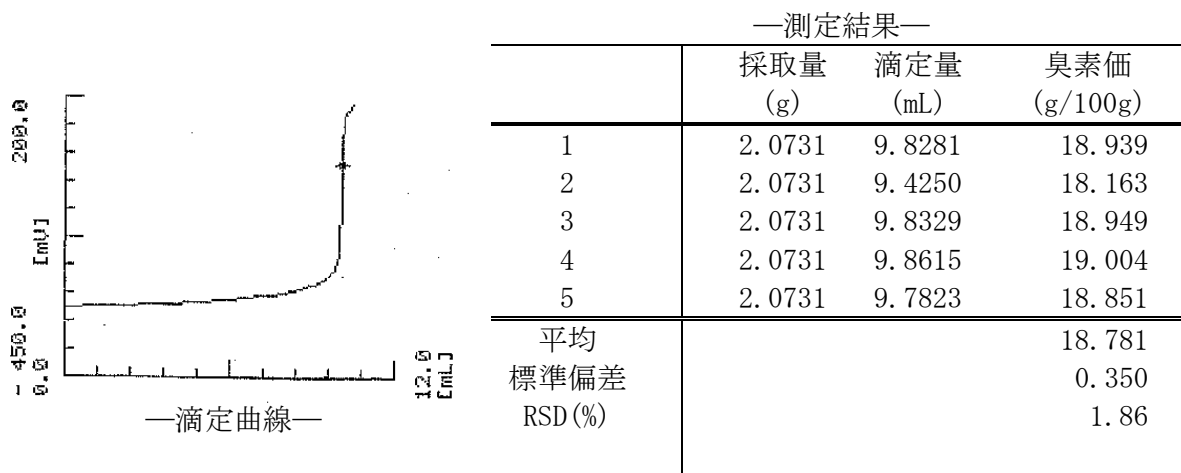 200.0
[mV]
- 450.0
0.0
12.0
[mL]
―滴定曲線―
―測定結果―
採取量 滴定量 臭素価
(g) (mL) (g/100g)
1 2.0731 9.8281 18.939
2 2.0731 9.4250 18.163
3 2.0731 9.8329 18.949
4 2.0731 9.8615 19.004
5 2.0731 9.7823 18.851
平均 18.781
標準偏差 0.350
RSD(%) 1.86